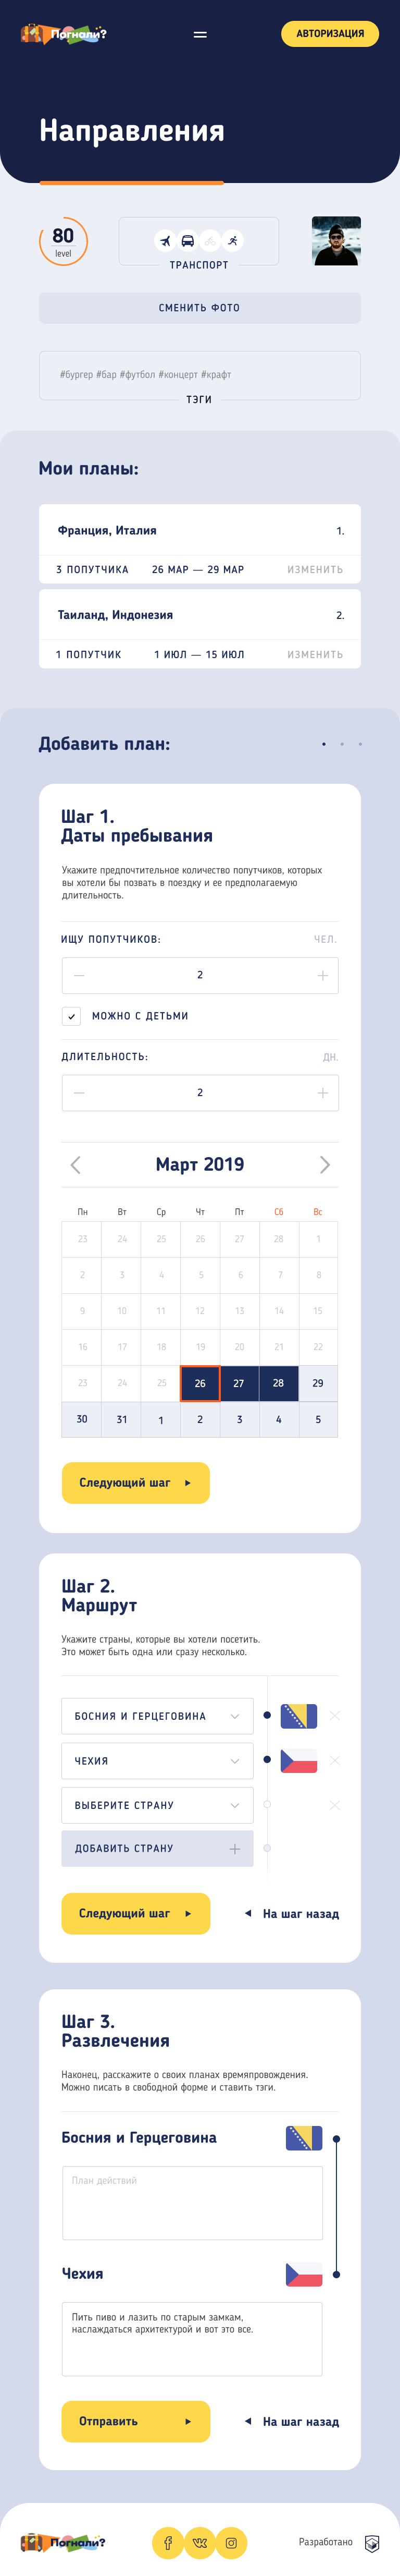 Погнали?
АВТОРИЗАЦИЯ
Направления
80
level
ТРАНСПОРТ
СМЕНИТЬ ФОТО
#бургер #бар #футбол #концерт #крафт
ТЭГИ
Мои планы:
Франция, Италия 1.
3 ПОПУТЧИКА 26 МАР — 29 МАР ИЗМЕНИТЬ
Таиланд, Индонезия 2.
1 ПОПУТЧИК 1 ИЮЛ — 15 ИЮЛ ИЗМЕНИТЬ
Добавить план:
Шаг 1.
Даты пребывания
Укажите предпочтительное количество попутчиков, которых
вы хотели бы позвать в поездку и ее предполагаемую
длительность.
ИЩУ ПОПУТЧИКОВ: ЧЕЛ.
2
МОЖНО С ДЕТЬМИ
ДЛИТЕЛЬНОСТЬ: ДН.
2
Март 2019
Пн Вт Ср Чт Пт Сб Вс
23 24 25 26 27 28 1
2 3 4 5 6 7 8
9 10 11 12 13 14 15
16 17 18 19 20 21 22
23 24 25 26 27 28 29
30 31 1 2 3 4 5
Следующий шаг
Шаг 2.
Маршрут
Укажите страны, которые вы хотели посетить.
Это может быть одна или сразу несколько.
БОСНИЯ И ГЕРЦЕГОВИНА
ЧЕХИЯ
ВЫБЕРИТЕ СТРАНУ
ДОБАВИТЬ СТРАНУ
Следующий шаг На шаг назад
Шаг 3.
Развлечения
Наконец, расскажите о своих планах времяпровождения.
Можно писать в свободной форме и ставить тэги.
Босния и Герцеговина
План действий
Чехия
Пить пиво и лазить по старым замкам,
наслаждаться архитектурой и вот это все.
Отправить На шаг назад
Погнали?
Разработано